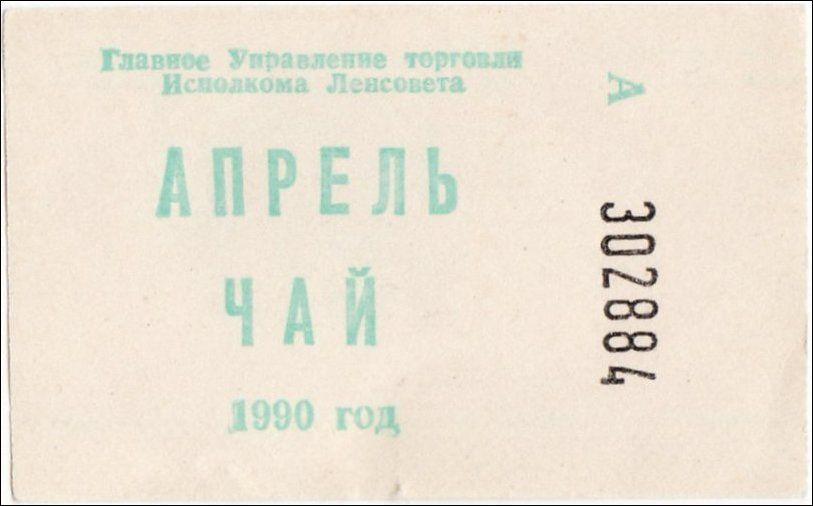 Главное Управление торговли
Исполкома Ленсовета
АПРЕЛЬ
ЧАЙ
1990 год
А
302884